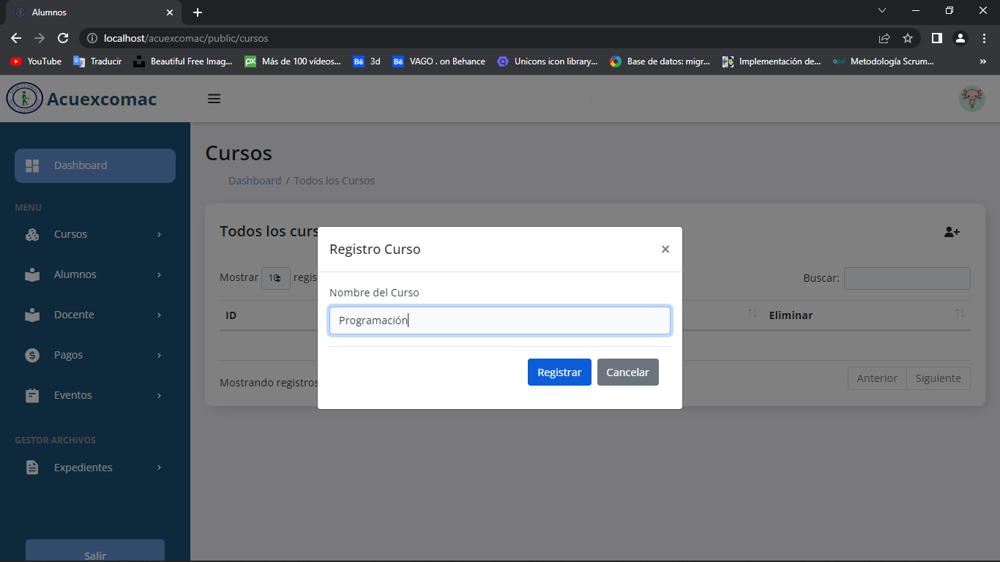 Alumnos
localhost/acuexcomac/public/cursos
YouTube Traducir Beautiful Free Imag... Más de 100 vídeos... 3d VAGO . on Behance Unicons icon library... Base de datos: migr... Implementación de... Metodología Scrum... »
Acuexcomac
Dashboard
MENU
Cursos
Alumnos
Docente
Pagos
Eventos
GESTOR ARCHIVOS
Expedientes
Salir
Cursos
Dashboard / Todos los Cursos
Todos los curs
Mostrar 10 regis
Buscar:
ID Eliminar
Mostrando registros
Anterior Siguiente
Registro Curso ×
Nombre del Curso
Programación
Registrar Cancelar